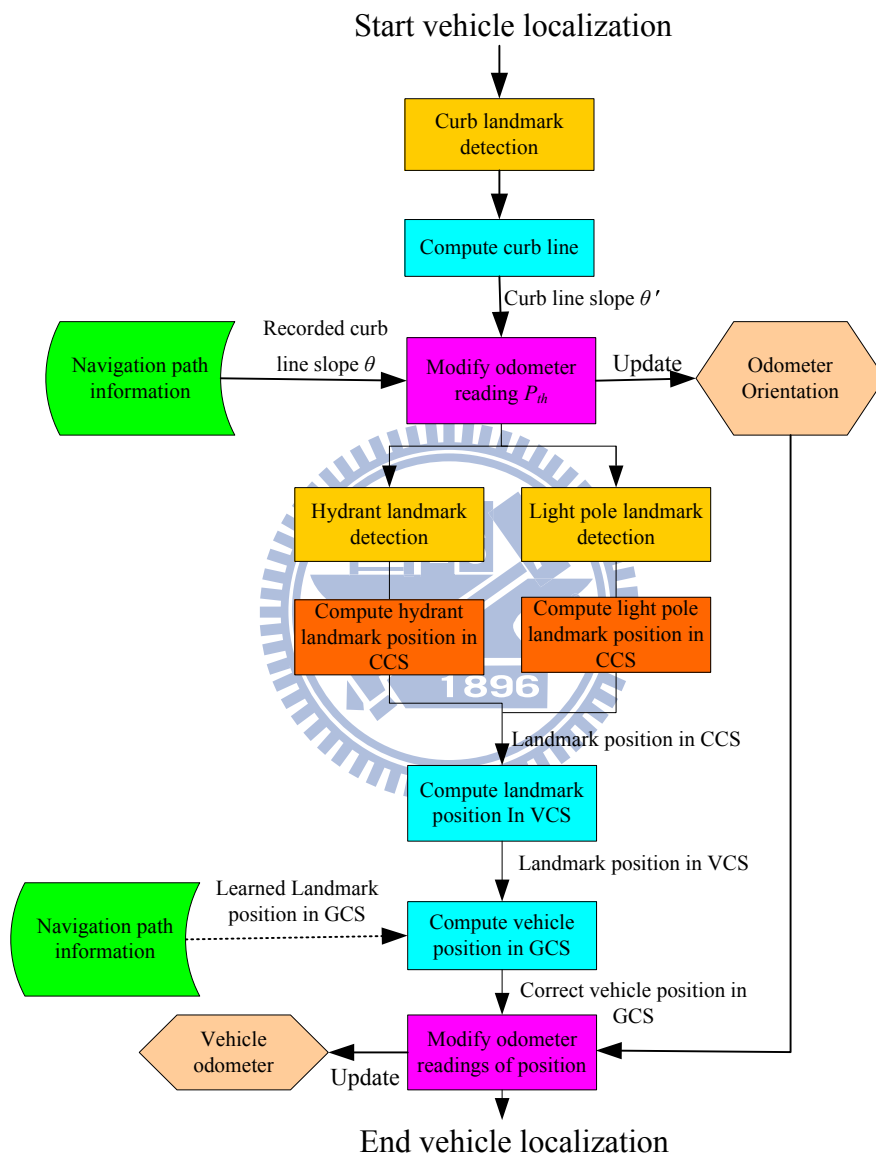 Start vehicle localization
Curb landmark
detection
Compute curb line
Curb line slope θ′
Navigation path
information
Recorded curb
line slope θ
Modify odometer
reading P_th
Update
Odometer
Orientation
Hydrant landmark
detection
Light pole landmark
detection
Compute hydrant
landmark position in
CCS
Compute light pole
landmark position in
CCS
1896
Landmark position in CCS
Compute landmark
position In VCS
Landmark position in VCS
Navigation path
information
Learned Landmark
position in GCS
Compute vehicle
position in GCS
Correct vehicle position in
GCS
Vehicle
odometer
Update
Modify odometer
readings of position
End vehicle localization